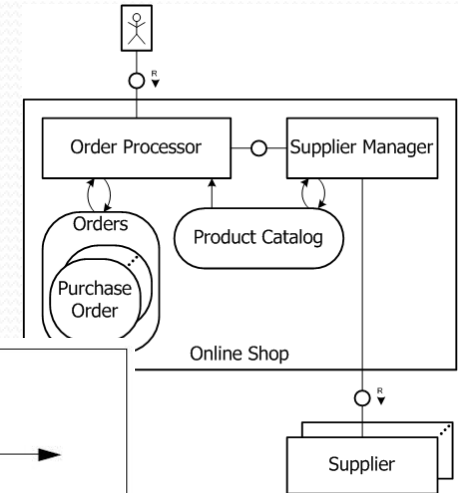 R
Order Processor
Supplier Manager
Orders
Product Catalog
Purchase
Order
Online Shop
R
Supplier